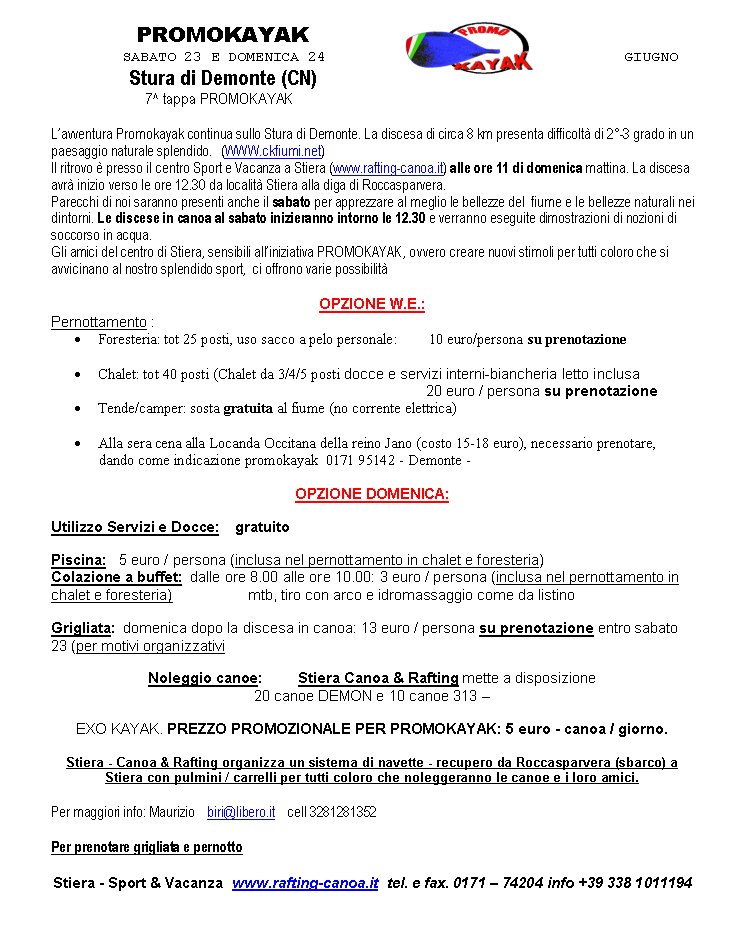 PROMOKAYAK
PROMO
KAYAK
SABATO 23 E DOMENICA 24 GIUGNO
Stura di Demonte (CN)
7^ tappa PROMOKAYAK
L'avventura Promokayak continua sullo Stura di Demonte. La discesa di circa 8 km presenta difficoltà di 2°-3 grado in un
paesaggio naturale splendido. (WWW.ckfiumi.net)
Il ritrovo è presso il centro Sport e Vacanza a Stiera (www.rafting-canoa.it) alle ore 11 di domenica mattina. La discesa
avrà inizio verso le ore 12.30 da località Stiera alla diga di Roccasparvera.
Parecchi di noi saranno presenti anche il sabato per apprezzare al meglio le bellezze del fiume e le bellezze naturali nei
dintorni. Le discese in canoa al sabato inizieranno intorno le 12.30 e verranno eseguite dimostrazioni di nozioni di
soccorso in acqua.
Gli amici del centro di Stiera, sensibili all'iniziativa PROMOKAYAK, ovvero creare nuovi stimoli per tutti coloro che si
avvicinano al nostro splendido sport, ci offrono varie possibilità
OPZIONE W.E.:
Pernottamento :
• Foresteria: tot 25 posti, uso sacco a pelo personale: 10 euro/persona su prenotazione
• Chalet: tot 40 posti (Chalet da 3/4/5 posti docce e servizi interni-biancheria letto inclusa
20 euro / persona su prenotazione
• Tende/camper: sosta gratuita al fiume (no corrente elettrica)
• Alla sera cena alla Locanda Occitana della reino Jano (costo 15-18 euro), necessario prenotare,
dando come indicazione promokayak 0171 95142 - Demonte -
OPZIONE DOMENICA:
Utilizzo Servizi e Docce: gratuito
Piscina: 5 euro / persona (inclusa nel pernottamento in chalet e foresteria)
Colazione a buffet: dalle ore 8.00 alle ore 10.00: 3 euro / persona (inclusa nel pernottamento in
chalet e foresteria) mtb, tiro con arco e idromassaggio come da listino
Grigliata: domenica dopo la discesa in canoa: 13 euro / persona su prenotazione entro sabato
23 (per motivi organizzativi
Noleggio canoe: Stiera Canoa & Rafting mette a disposizione
20 canoe DEMON e 10 canoe 313 –
EXO KAYAK. PREZZO PROMOZIONALE PER PROMOKAYAK: 5 euro - canoa / giorno.
Stiera - Canoa & Rafting organizza un sistema di navette - recupero da Roccasparvera (sbarco) a
Stiera con pulmini / carrelli per tutti coloro che noleggeranno le canoe e i loro amici.
Per maggiori info: Maurizio biri@libero.it cell 3281281352
Per prenotare grigliata e pernotto
Stiera - Sport & Vacanza www.rafting-canoa.it tel. e fax. 0171 – 74204 info +39 338 1011194